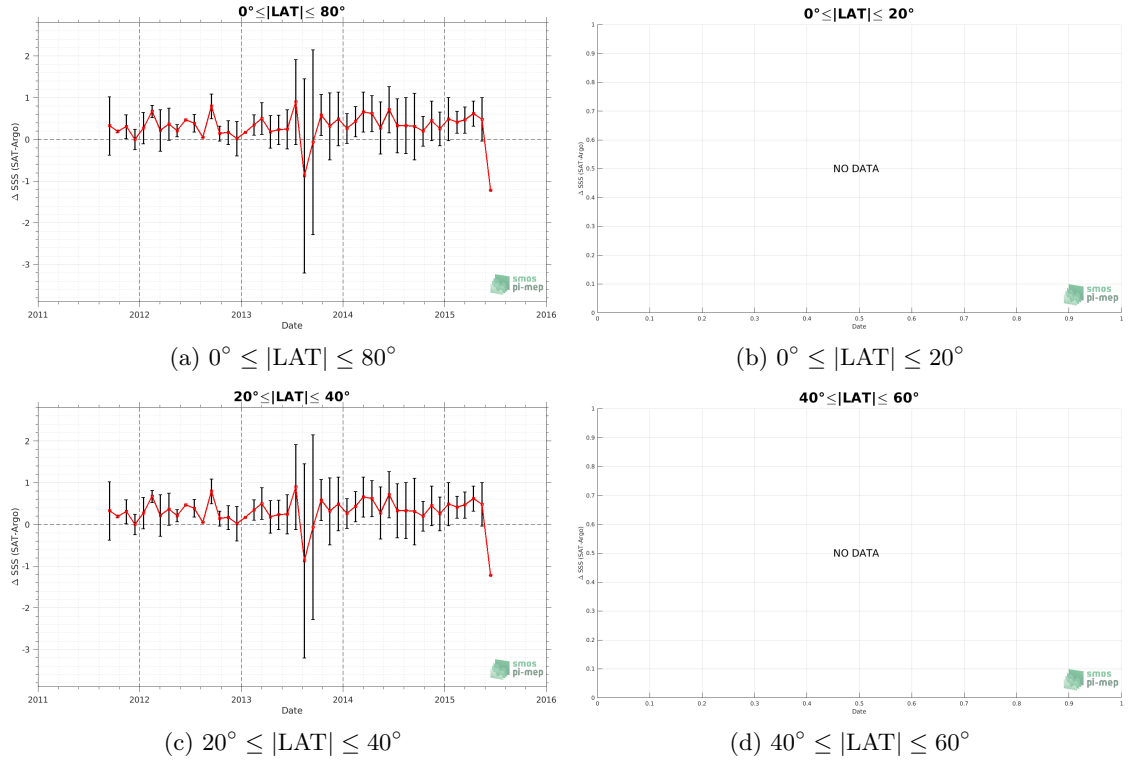 0°≤|LAT|≤ 80°
2
1
0
-1
-2
-3
Δ SSS (SAT-Argo)
2011 2012 2013 2014 2015 2016
Date
smos
pi-mep
(a) 0° ≤ |LAT| ≤ 80°
0°≤|LAT|≤ 20°
1
0.9
0.8
0.7
0.6
0.5
0.4
0.3
0.2
0.1
0
Δ SSS (SAT-Argo)
NO DATA
0 0.1 0.2 0.3 0.4 0.5 0.6 0.7 0.8 0.9 1
Date
smos
pi-mep
(b) 0° ≤ |LAT| ≤ 20°
20°≤|LAT|≤ 40°
2
1
0
-1
-2
-3
Δ SSS (SAT-Argo)
2011 2012 2013 2014 2015 2016
Date
smos
pi-mep
(c) 20° ≤ |LAT| ≤ 40°
40°≤|LAT|≤ 60°
1
0.9
0.8
0.7
0.6
0.5
0.4
0.3
0.2
0.1
0
Δ SSS (SAT-Argo)
NO DATA
0 0.1 0.2 0.3 0.4 0.5 0.6 0.7 0.8 0.9 1
Date
smos
pi-mep
(d) 40° ≤ |LAT| ≤ 60°